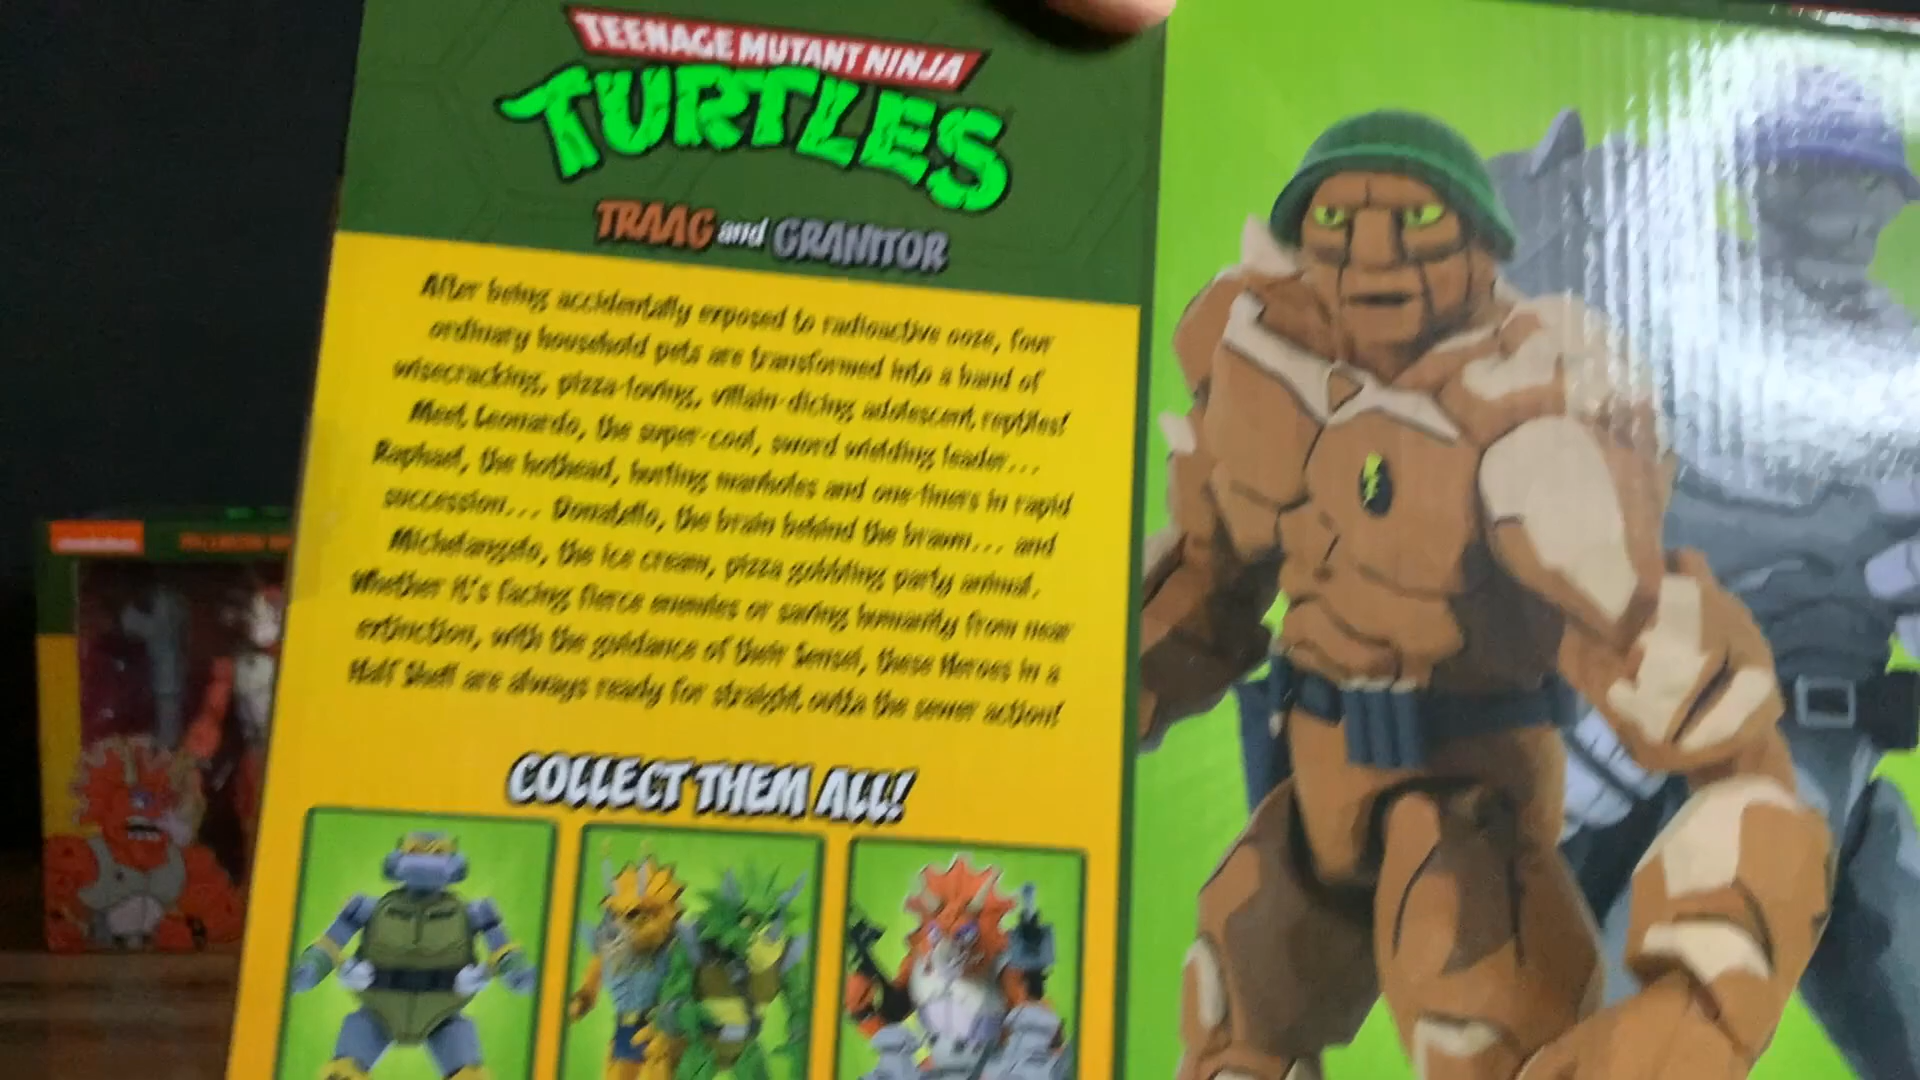 TEENAGE MUTANT NINJA
TURTLES
TRAAG and GRANITOR
After being accidentally exposed to radioactive ooze, four
ordinary household pets are transformed into a band of
wisecracking, pizza-loving, villain-dicing adolescent reptiles!
Meet Leonardo, the super-cool, sword wielding leader...
Raphael, the hothead, hurling manholes and one-liners in rapid
succession... Donatello, the brain behind the brawn... and
Michelangelo, the ice cream, pizza gobbling party animal.
Whether it's facing fierce enemies or saving humanity from near
extinction, with the guidance of their Sensei, these Heroes in a
Half Shell are always ready for straight outta the sewer action!
COLLECT THEM ALL!